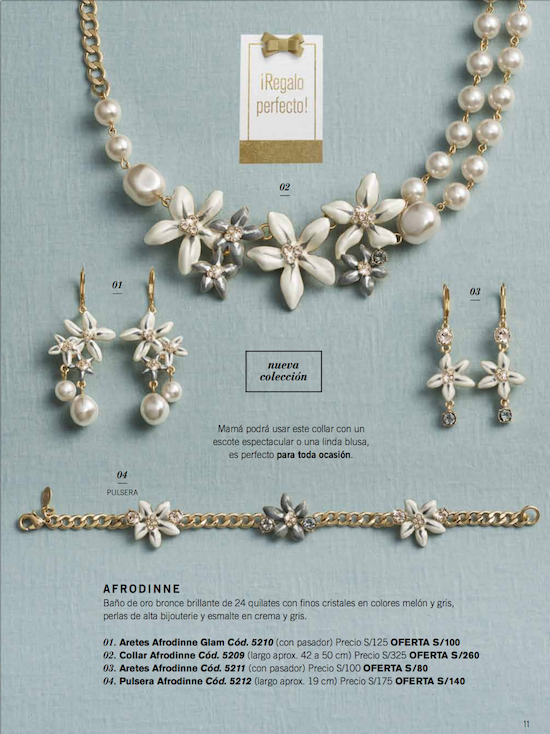 ¡Regalo
perfecto!
02
01
03
nueva
colección
Mamá podrá usar este collar con un
escote espectacular o una linda blusa,
es perfecto para toda ocasión.
04
PULSERA
AFRODINNE
Baño de oro bronce brillante de 24 quilates con finos cristales en colores melón y gris,
perlas de alta bijouterie y esmalte en crema y gris.
01. Aretes Afrodinne Glam Cód. 5210 (con pasador) Precio S/125 OFERTA S/100
02. Collar Afrodinne Cód. 5209 (largo aprox. 42 a 50 cm) Precio S/325 OFERTA S/260
03. Aretes Afrodinne Cód. 5211 (con pasador) Precio S/100 OFERTA S/80
04. Pulsera Afrodinne Cód. 5212 (largo aprox. 19 cm) Precio S/175 OFERTA S/140
11